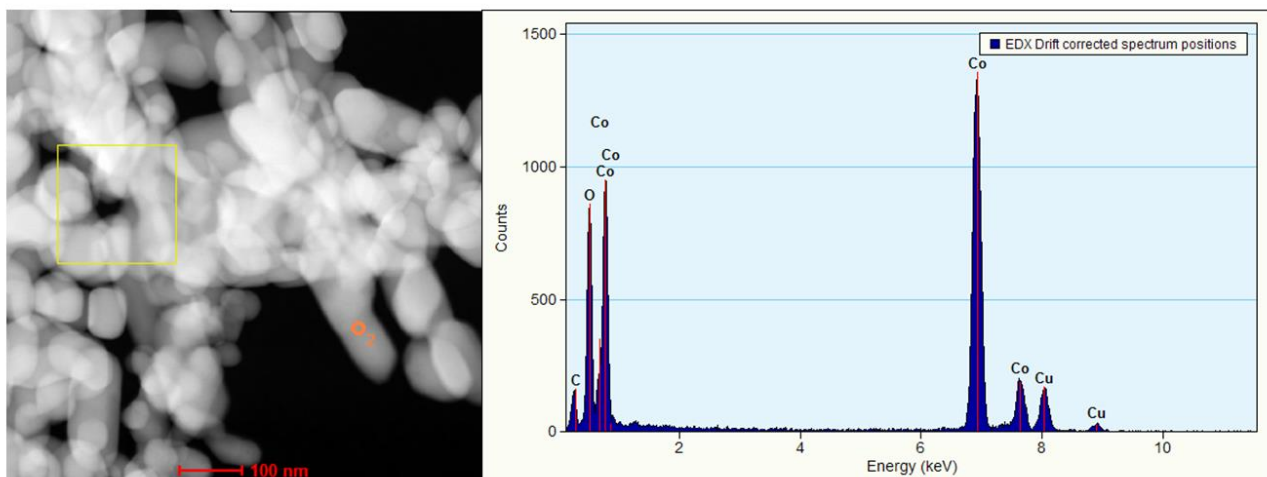 2
100 nm
EDX Drift corrected spectrum positions
1500
1000
500
0
Counts
Co
Co
Co
Co
O
C
Co
Cu
Cu
2
4
6
8
10
Energy (keV)